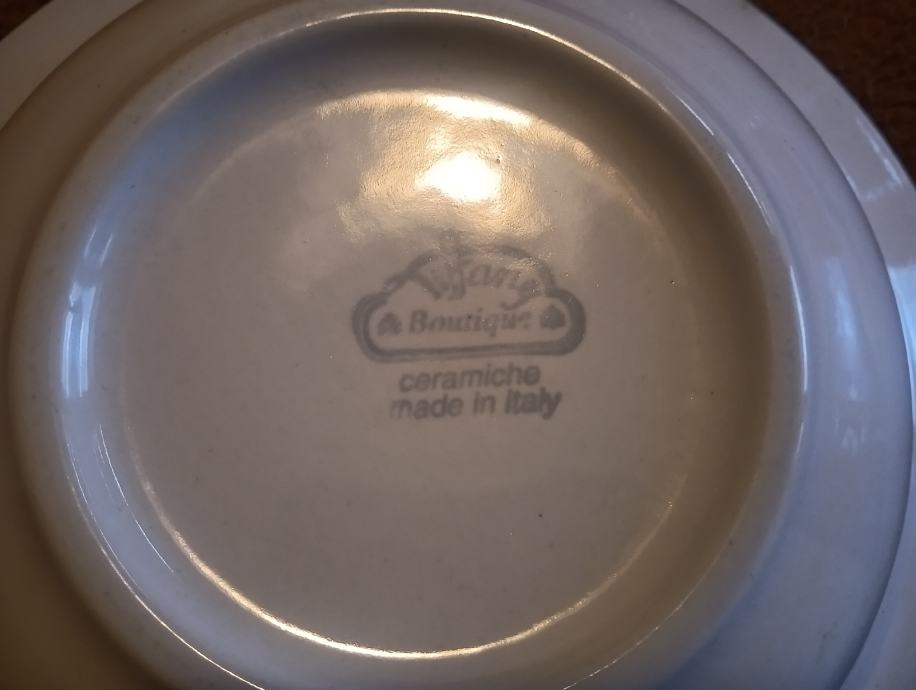 Tiffany
Boutique
ceramiche
made in Italy